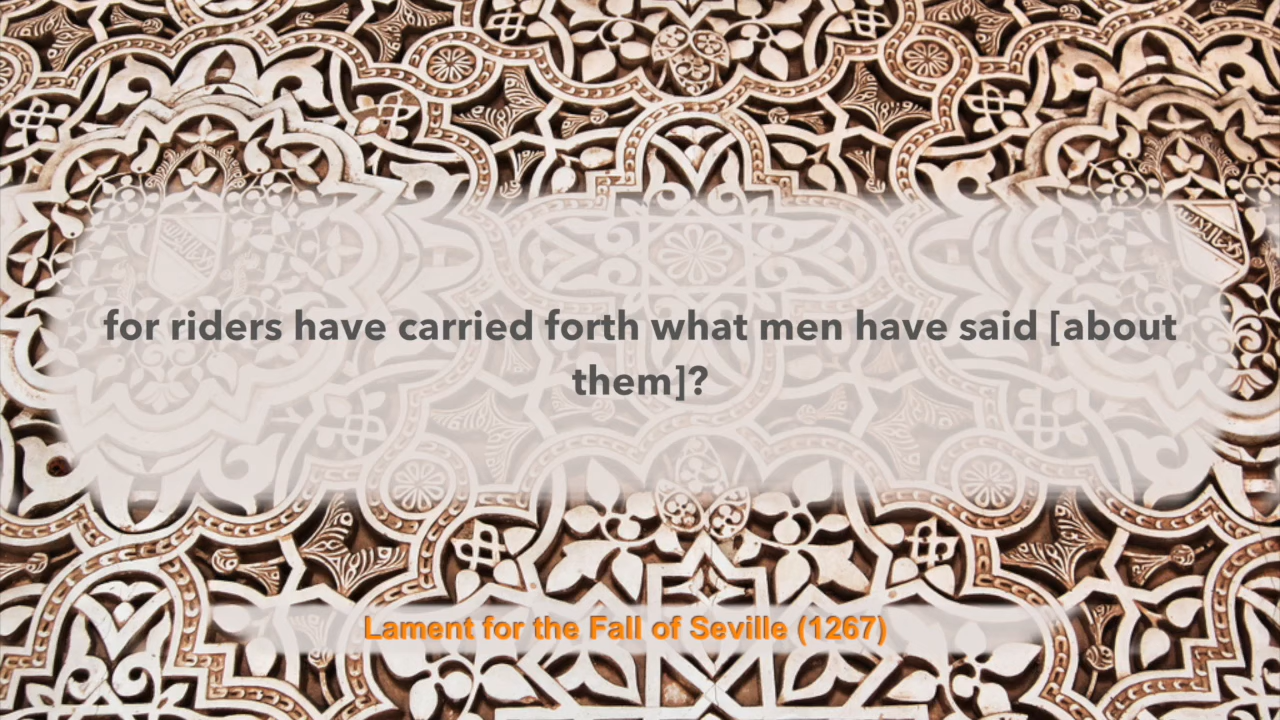 for riders have carried forth what men have said [about
them]?
Lament for the Fall of Seville (1267)